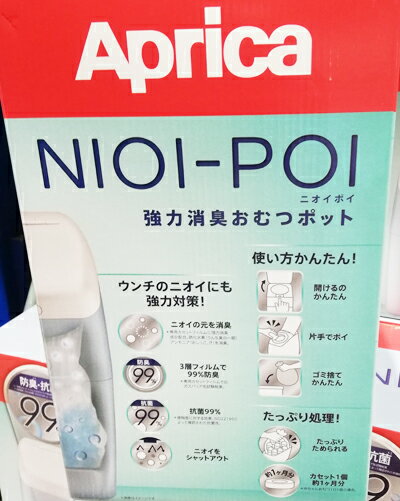 Aprica
NIOI-POI
ニオイポイ
強力消臭おむつポット
使い方かんたん!
開けるの
かんたん
片手でポイ
ゴミ捨て
かんたん
たっぷり処理!
たっぷり
ためられる
約1ヶ月分
カセット1個
約1ヶ月分
ウンチのニオイにも
強力対策!
ニオイの元を消臭
防臭
99%
3層フィルムで
99%防臭
抗菌
99%
抗菌99%
ニオイを
シャットアウト
防臭・抗
99
抗菌